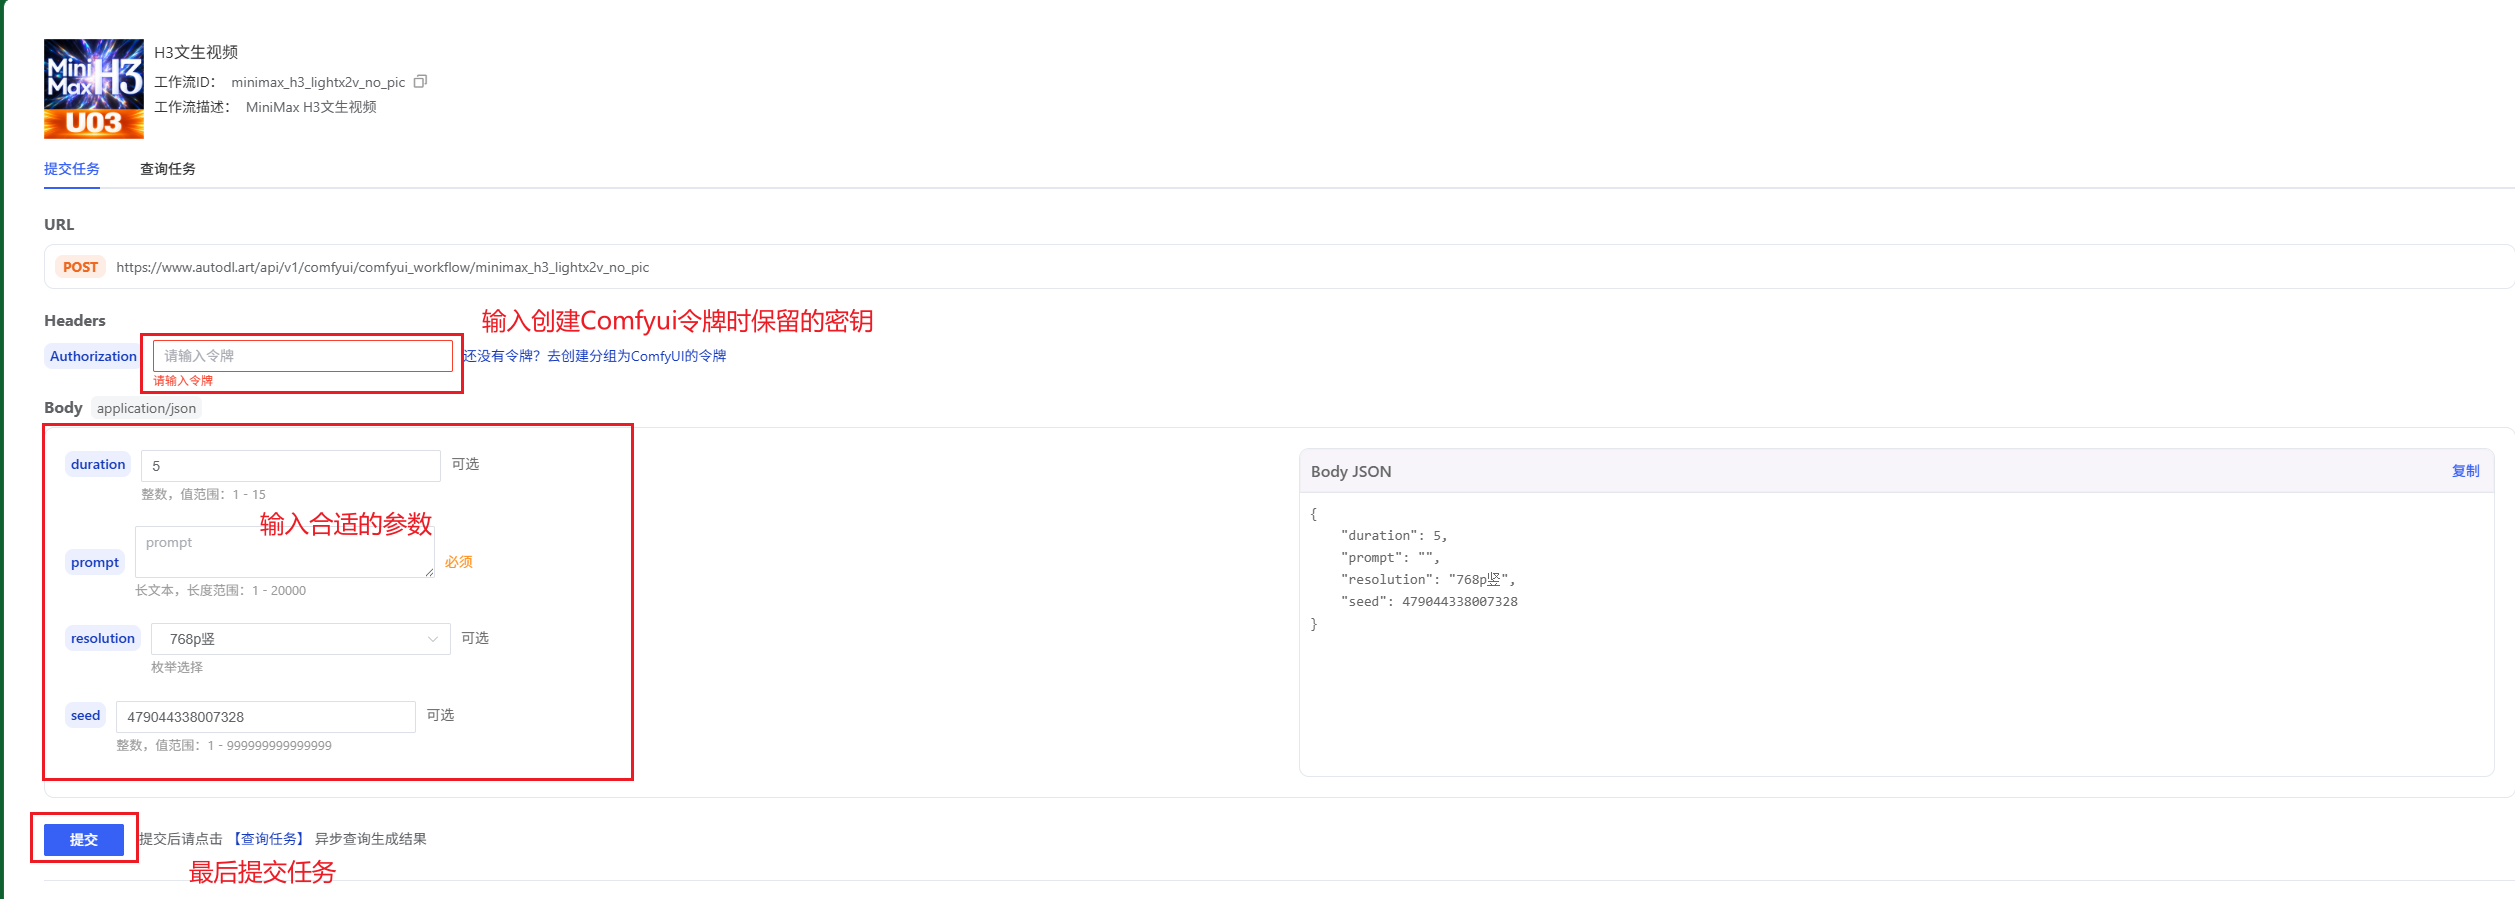 Mini
Max H3
U03
H3文生视频
工作流ID： minimax_h3_lightx2v_no_pic
工作流描述： MiniMax H3文生视频
提交任务 查询任务
URL
POST https://www.autodl.art/api/v1/comfyui/comfyui_workflow/minimax_h3_lightx2v_no_pic
Headers
输入创建Comfyui令牌时保留的密钥
Authorization 请输入令牌 还没有令牌？去创建分组为ComfyUI的令牌
请输入令牌
Body application/json
duration 5 可选
整数，值范围：1 - 15
输入合适的参数
prompt prompt 必须
长文本，长度范围：1 - 20000
resolution 768p竖 可选
枚举选择
seed 479044338007328 可选
整数，值范围：1 - 999999999999999
Body JSON 复制
{
"duration": 5,
"prompt": "",
"resolution": "768p竖",
"seed": 479044338007328
}
提交 提交后请点击 【查询任务】 异步查询生成结果
最后提交任务